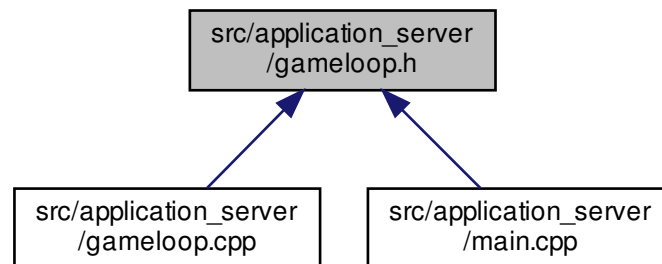 src/application_server
/gameloop.h
src/application_server
/gameloop.cpp
src/application_server
/main.cpp